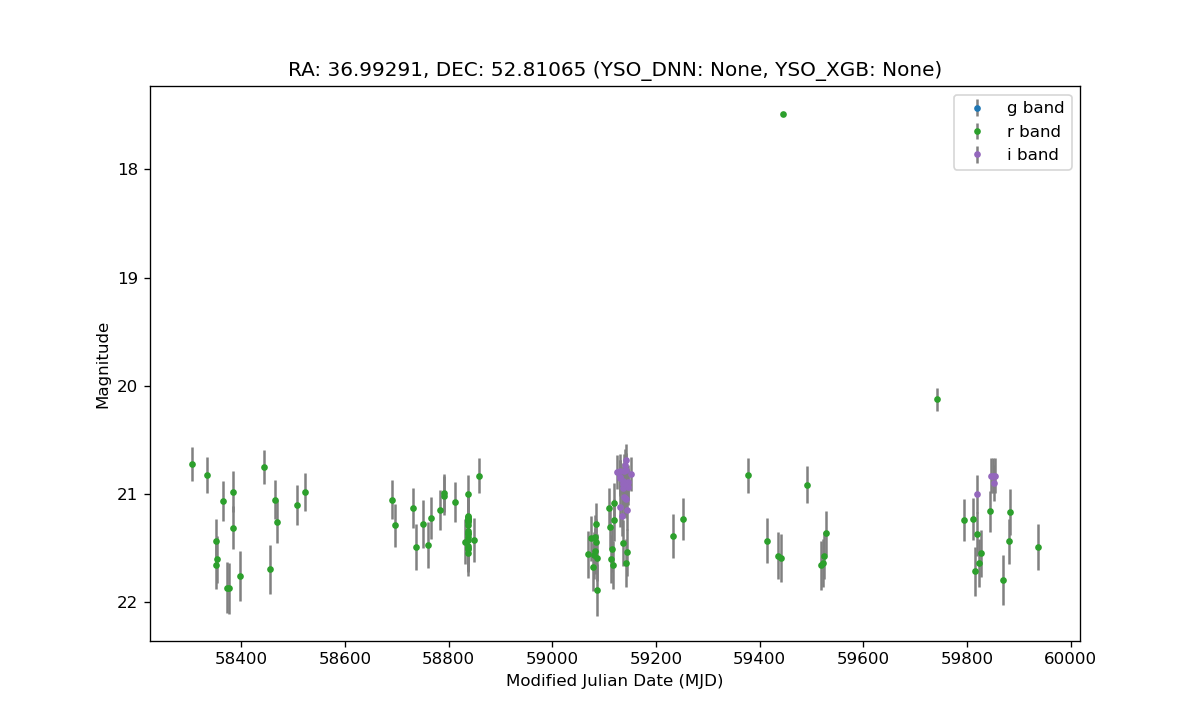 RA: 36.99291, DEC: 52.81065 (YSO_DNN: None, YSO_XGB: None)
g band
r band
i band
18
19
20
21
22
Magnitude
58400 58600 58800 59000 59200 59400 59600 59800 60000
Modified Julian Date (MJD)